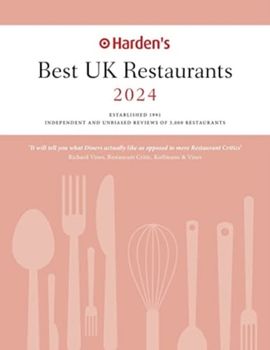 Harden's
Best UK Restaurants
2024
ESTABLISHED 1991
INDEPENDENT AND UNBIASED REVIEWS OF 3,000 RESTAURANTS
'It will tell you what Diners actually like as opposed to mere Restaurant Critics'
Richard Vines, Restaurant Critic, Koffmann & Vines